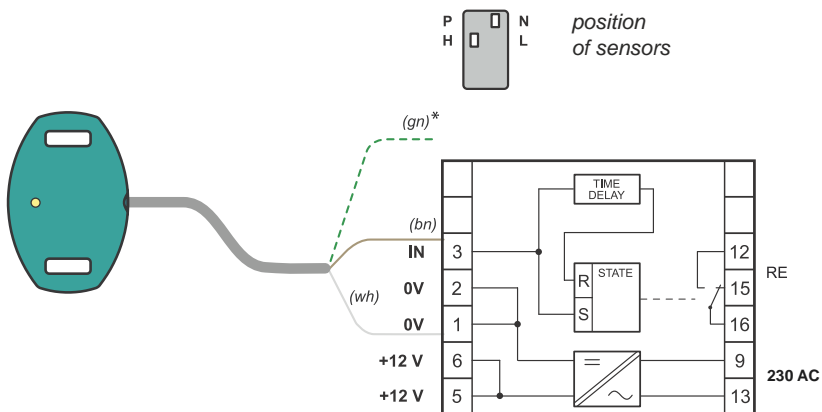 P N
H L
position
of sensors
(gn)*
TIME
DELAY
(bn)
IN 3
12
RE
R STATE
0V 2
15
(wh)
S
0V 1
16
+12 V 6
9
230 AC
+12 V 5
13